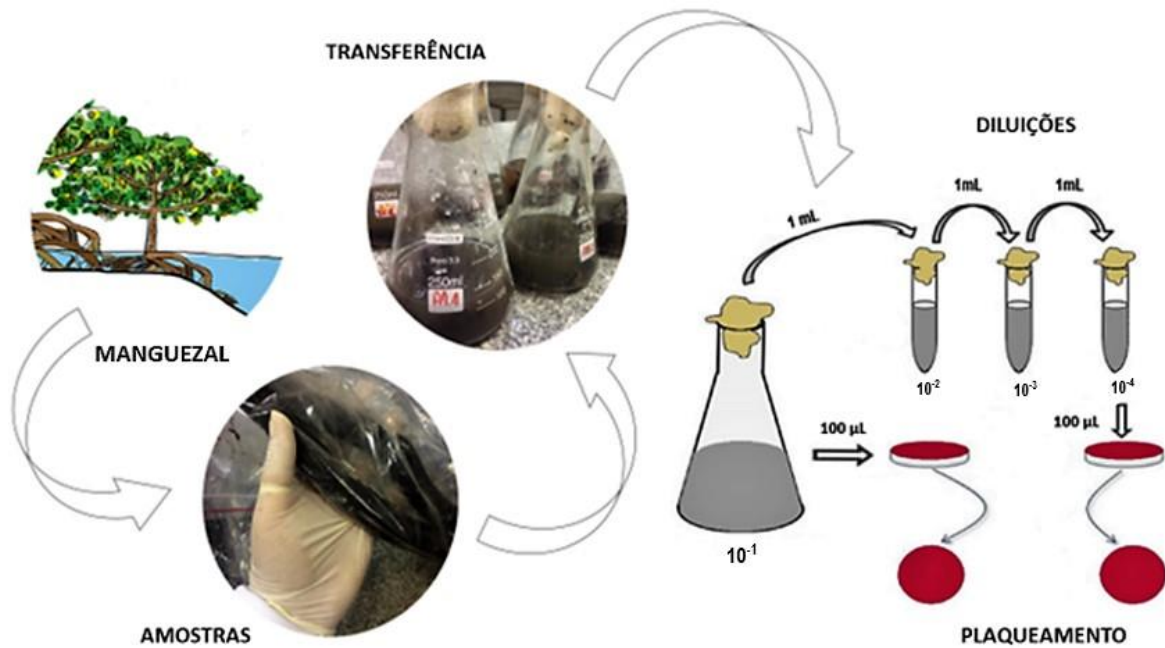 TRANSFERÊNCIA
MANGUEZAL
AMOSTRAS
250ml
DILUIÇÕES
1 mL
1mL
1mL
10⁻²
10⁻³
10⁻⁴
100 µL
100 µL
10⁻¹
PLAQUEAMENTO